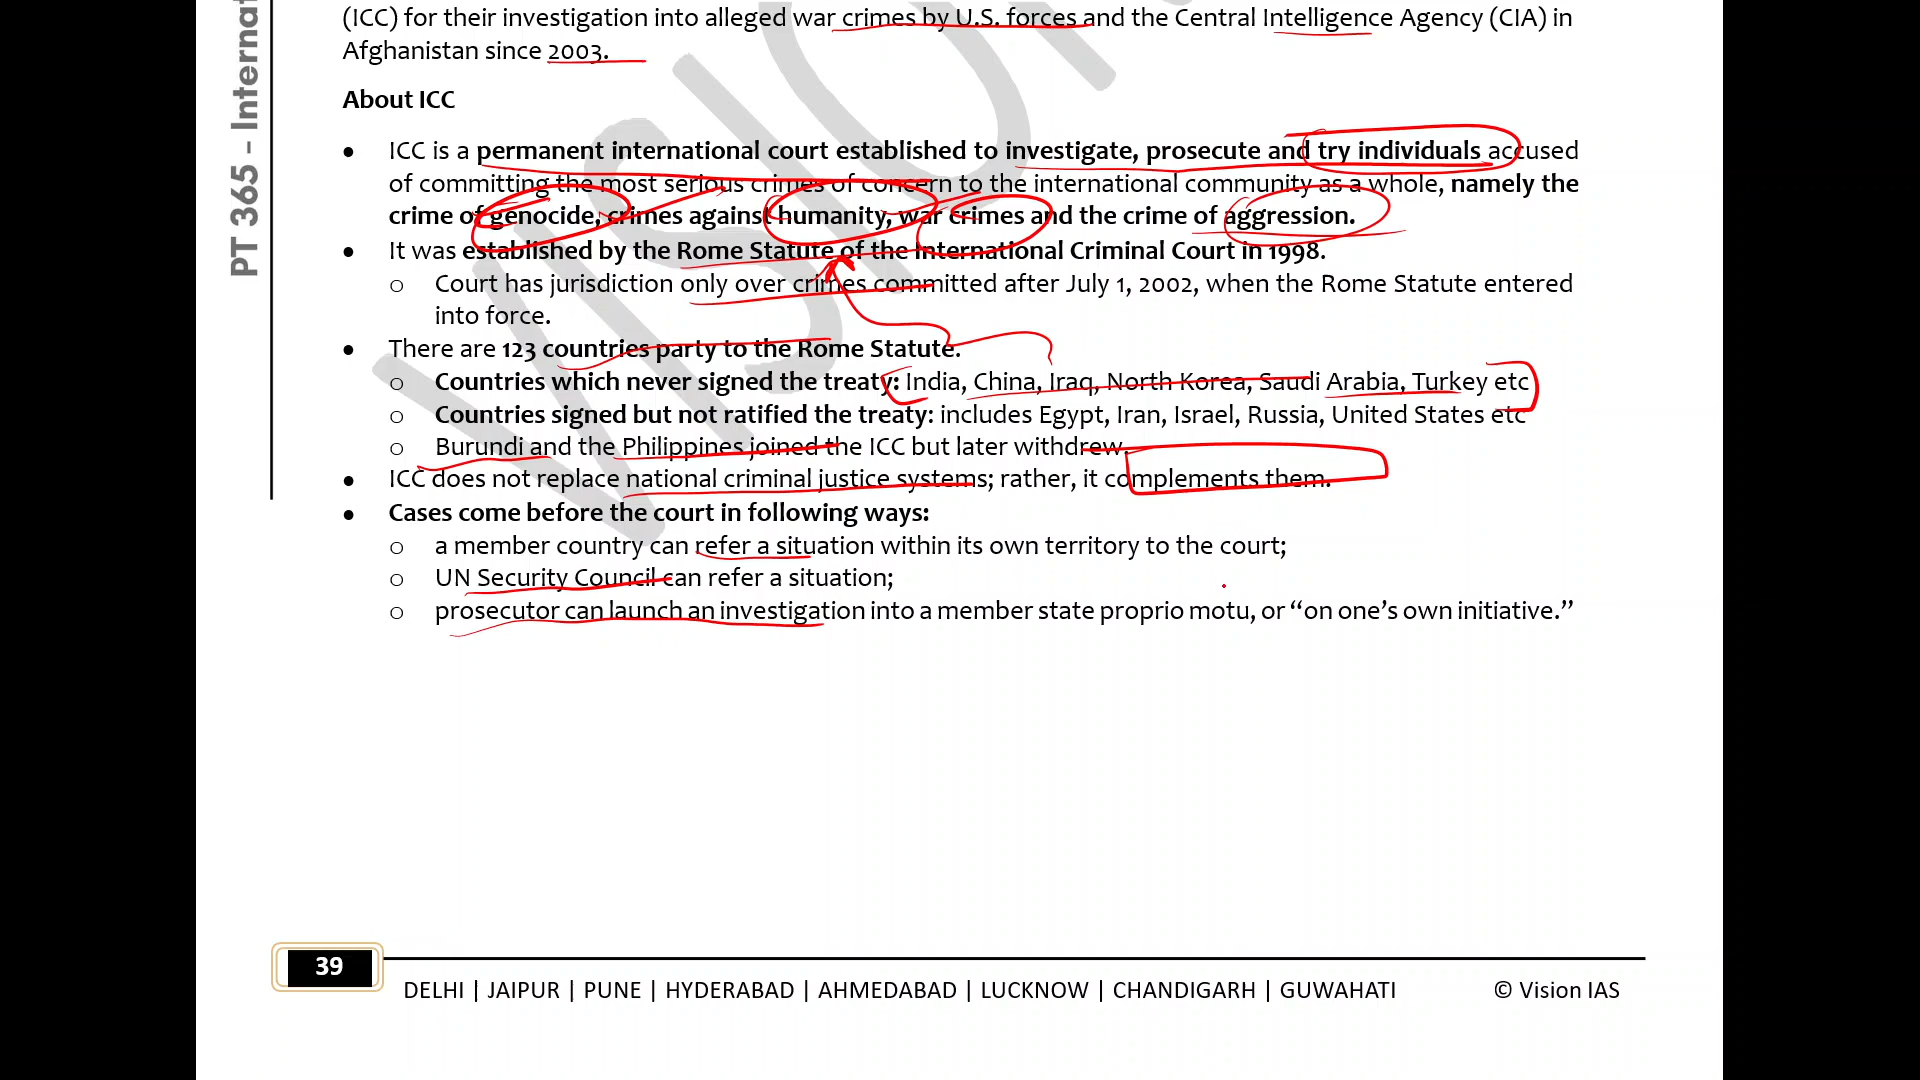 (ICC) for their investigation into alleged war crimes by U.S. forces and the Central Intelligence Agency (CIA) in
Afghanistan since 2003.
PT 365 – Internat
About ICC
• ICC is a permanent international court established to investigate, prosecute and try individuals accused
of committing the most serious crimes of concern to the international community as a whole, namely the
crime of genocide, crimes against humanity, war crimes and the crime of aggression.
• It was established by the Rome Statute of the International Criminal Court in 1998.
o Court has jurisdiction only over crimes committed after July 1, 2002, when the Rome Statute entered
into force.
• There are 123 countries party to the Rome Statute.
o Countries which never signed the treaty: India, China, Iraq, North Korea, Saudi Arabia, Turkey etc
o Countries signed but not ratified the treaty: includes Egypt, Iran, Israel, Russia, United States etc
o Burundi and the Philippines joined the ICC but later withdrew.
• ICC does not replace national criminal justice systems; rather, it complements them.
• Cases come before the court in following ways:
o a member country can refer a situation within its own territory to the court;
o UN Security Council can refer a situation;
o prosecutor can launch an investigation into a member state proprio motu, or “on one’s own initiative.”
VISION
39
DELHI | JAIPUR | PUNE | HYDERABAD | AHMEDABAD | LUCKNOW | CHANDIGARH | GUWAHATI
© Vision IAS